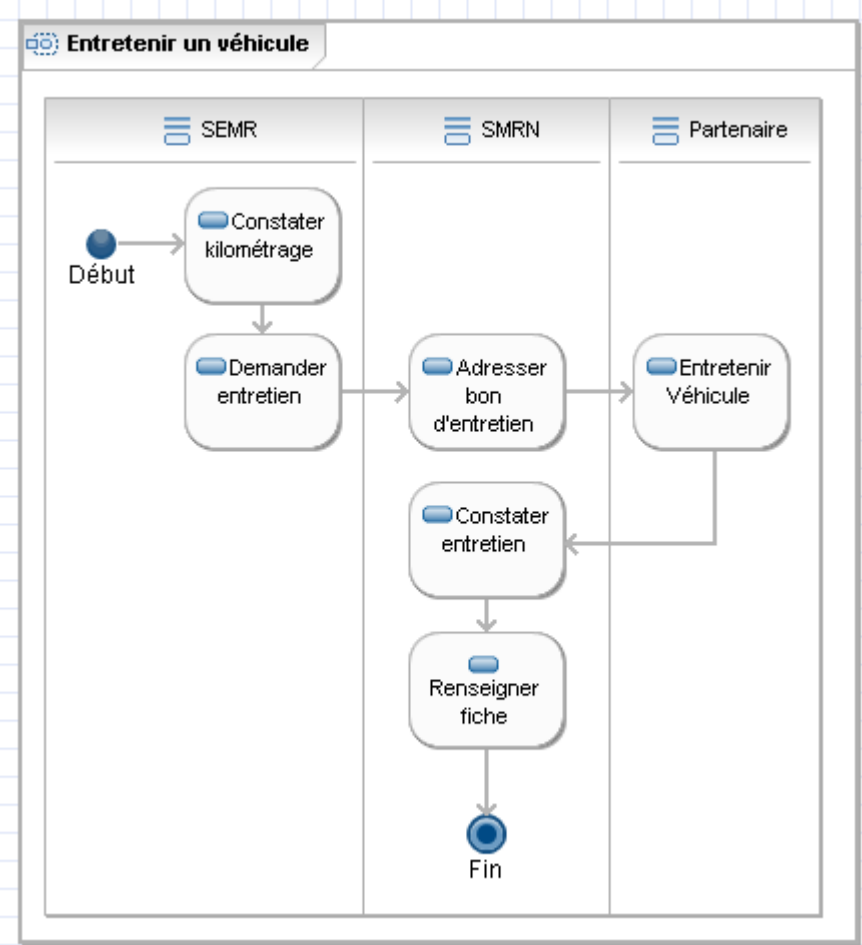 Entretenir un véhicule
SEMR
SMRN
Partenaire
Début
Constater
kilométrage
Demander
entretien
Adresser
bon
d'entretien
Entretenir
Véhicule
Constater
entretien
Renseigner
fiche
Fin